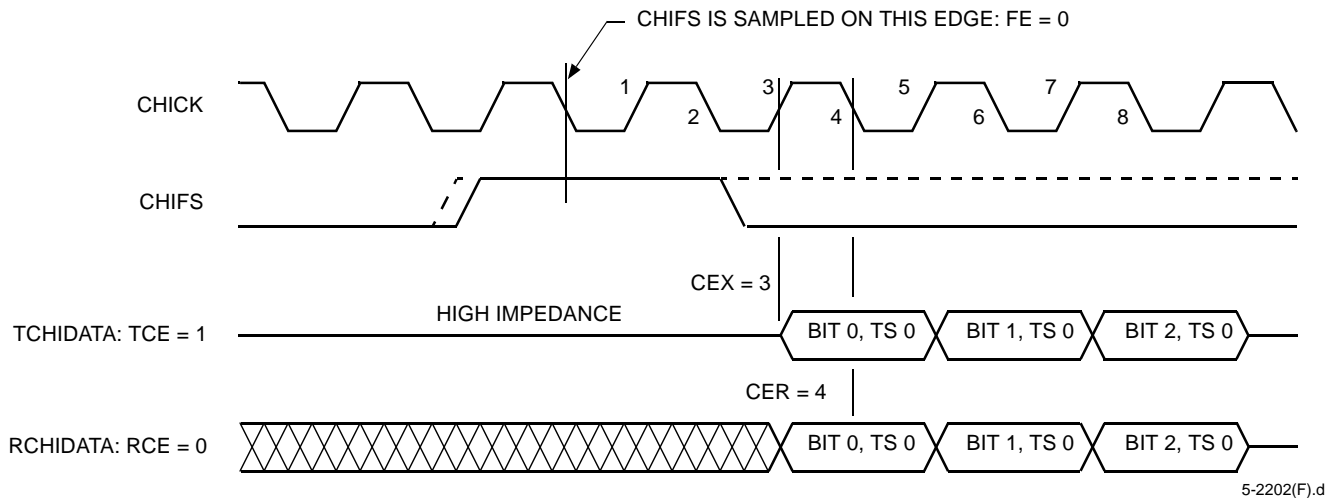 CHIFS IS SAMPLED ON THIS EDGE: FE = 0
CHICK
1
2
3
4
5
6
7
8
CHIFS
CEX = 3
HIGH IMPEDANCE
TCHIDATA: TCE = 1
BIT 0, TS 0
BIT 1, TS 0
BIT 2, TS 0
CER = 4
RCHIDATA: RCE = 0
BIT 0, TS 0
BIT 1, TS 0
BIT 2, TS 0
5-2202(F).d